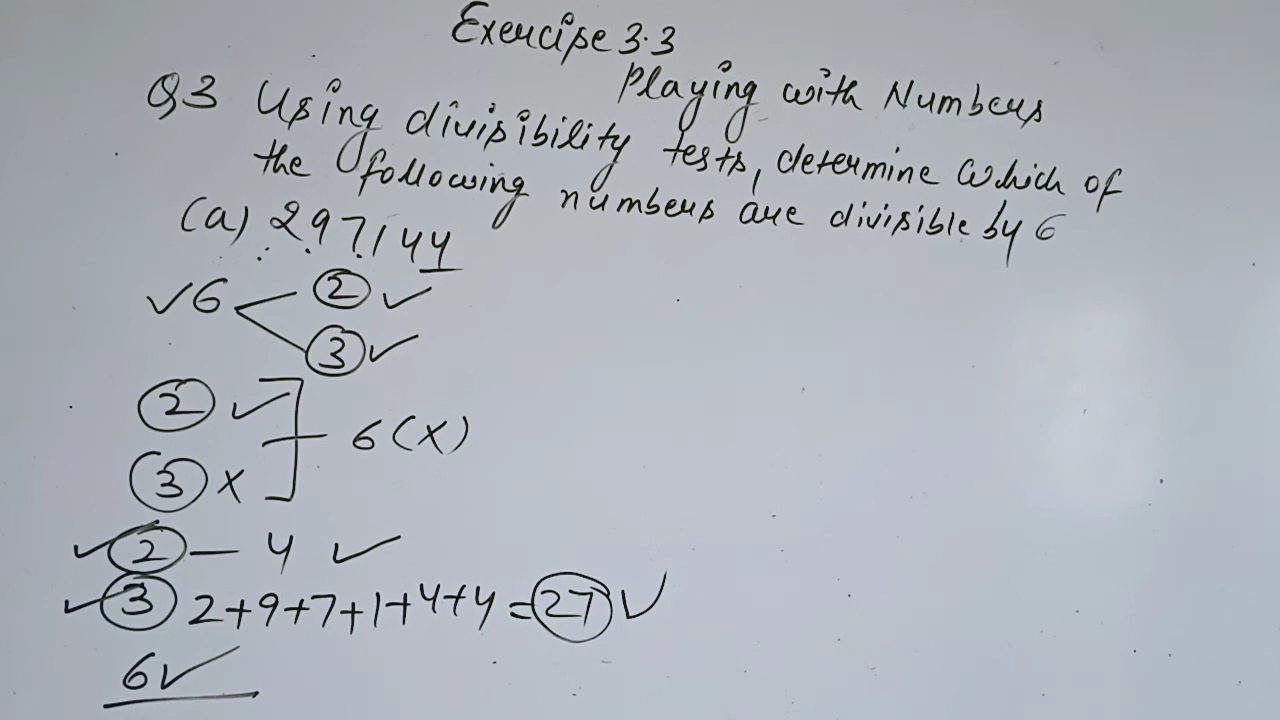 Exercise 3.3
Playing with Numbers
Q3 Using divisibility tests, determine which of
the following numbers are divisible by 6
(a) 297144
✓6 < ② ✓
③ ✓
② ✓
6(X)
③ X
✓② — 4 ✓
✓③ 2+9+7+1+4+4=㉗ ✓
6✓